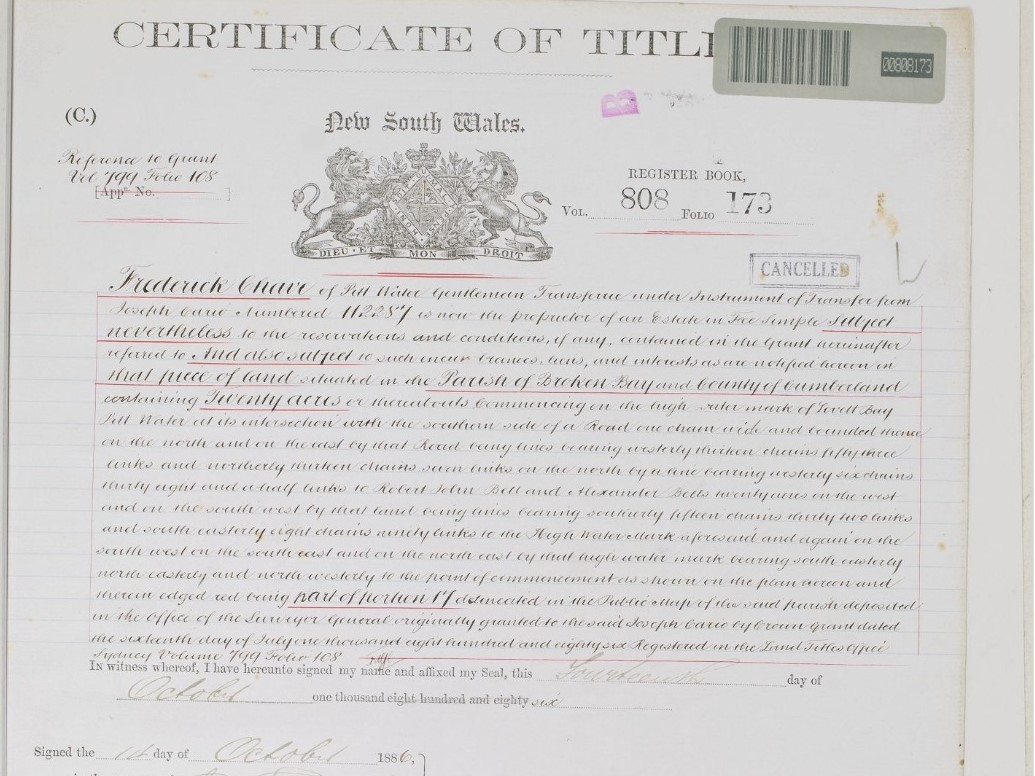 CERTIFICATE OF TITL
00808173
(C.)
New South Wales.
B
Reference to Grant
Vol 799 Folio 108
[Appn. No. ]
REGISTER BOOK,
VOL. 808 FOLIO 173
DIEU · ET MON DROIT
CANCELLED
Frederick Chave of Pitt Water Gentleman Transferee under Instrument of Transfer from
Joseph Cario Numbered 112287 is now the proprietor of an Estate in Fee Simple Subject
nevertheless to the reservations and conditions, if any, contained in the Grant hereinafter
referred to And also subject to such incumbrances, liens, and interests as are notified hereon in
that piece of land situated in the Parish of Broken Bay and County of Cumberland
containing Twenty acres or thereabouts Commencing on the high water mark of Lovett Bay
Pitt Water at its intersection with the southern side of a Road one chain wide and bounded thence
on the north and on the east by that Road being lines bearing westerly thirteen chains fifty three
links and northerly thirteen chains seven links on the north by a line bearing westerly six chains
thirty eight and a half links to Robert John Bell and Alexander Bells twenty acres on the west
and on the south west by that land being lines bearing southerly fifteen chains thirty two links
and south easterly eight chains ninety links to the High Water Mark aforesaid and again on the
south west on the south east and on the north east by that high water mark bearing south easterly
north easterly and north westerly to the point of commencement as shown on the plan hereon and
therein edged red being part of portion 17 delineated in the Public Map of the said parish deposited
in the Office of the Surveyor General originally granted to the said Joseph Cario by Crown Grant dated
the sixteenth day of July one thousand eight hundred and eighty six Registered in the Land Titles Office
Sydney Volume 799 Folio 108
In witness whereof, I have hereunto signed my name and affixed my Seal, this Fourteenth day of
October one thousand eight hundred and eighty six
Signed the day of October 1886,